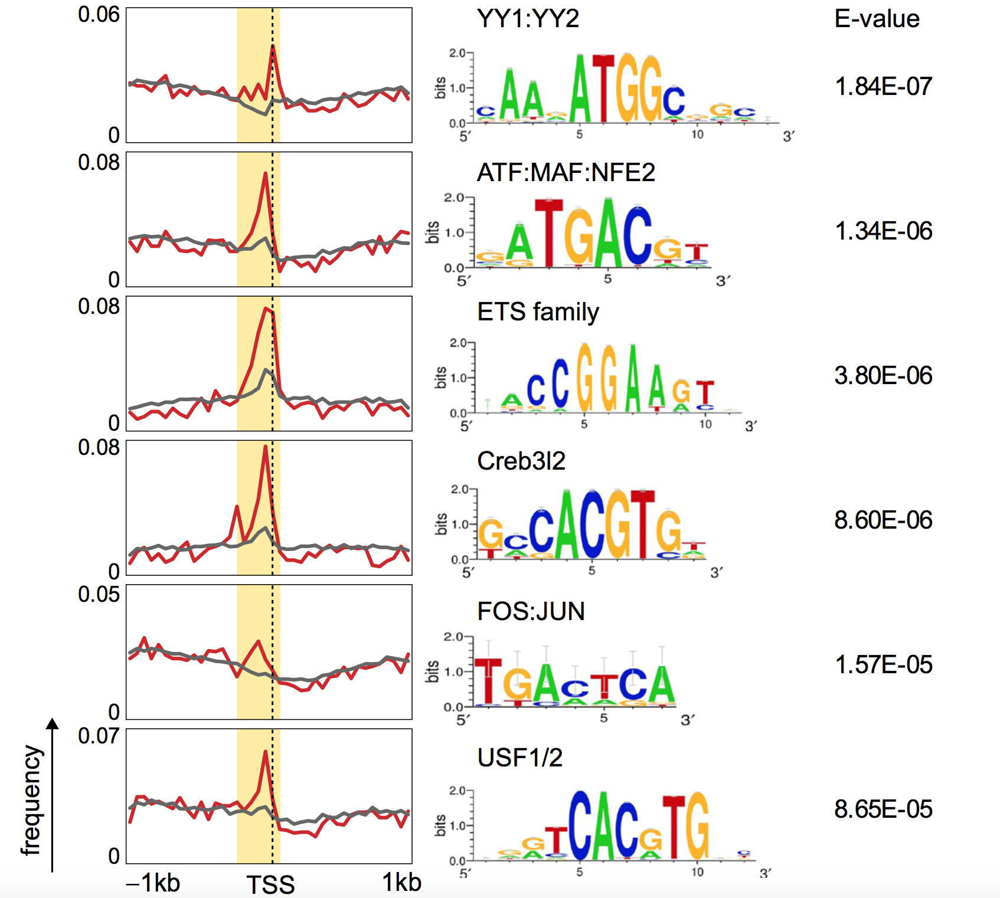 0.06
0
YY1:YY2
E-value
bits
2.0
1.0
0.0
CAAGATGGCGGC
5′ 5 10 3′
1.84E-07
0.08
0
ATF:MAF:NFE2
bits
2.0
1.0
0.0
GATGACGT
5′ 5 3′
1.34E-06
0.08
0
ETS family
bits
2.0
1.0
0.0
ACCGGAAGT
5′ 5 10 3′
3.80E-06
0.08
0
Creb3l2
bits
2.0
1.0
0.0
GCCACGTGT
5′ 5 3′
8.60E-06
0.05
0
FOS:JUN
bits
2.0
1.0
0.0
TGACTCA
5′ 5 3′
1.57E-05
0.07
0
USF1/2
bits
2.0
1.0
0.0
GGTCACGTGC
5′ 5 10 3′
8.65E-05
frequency
−1kb TSS 1kb